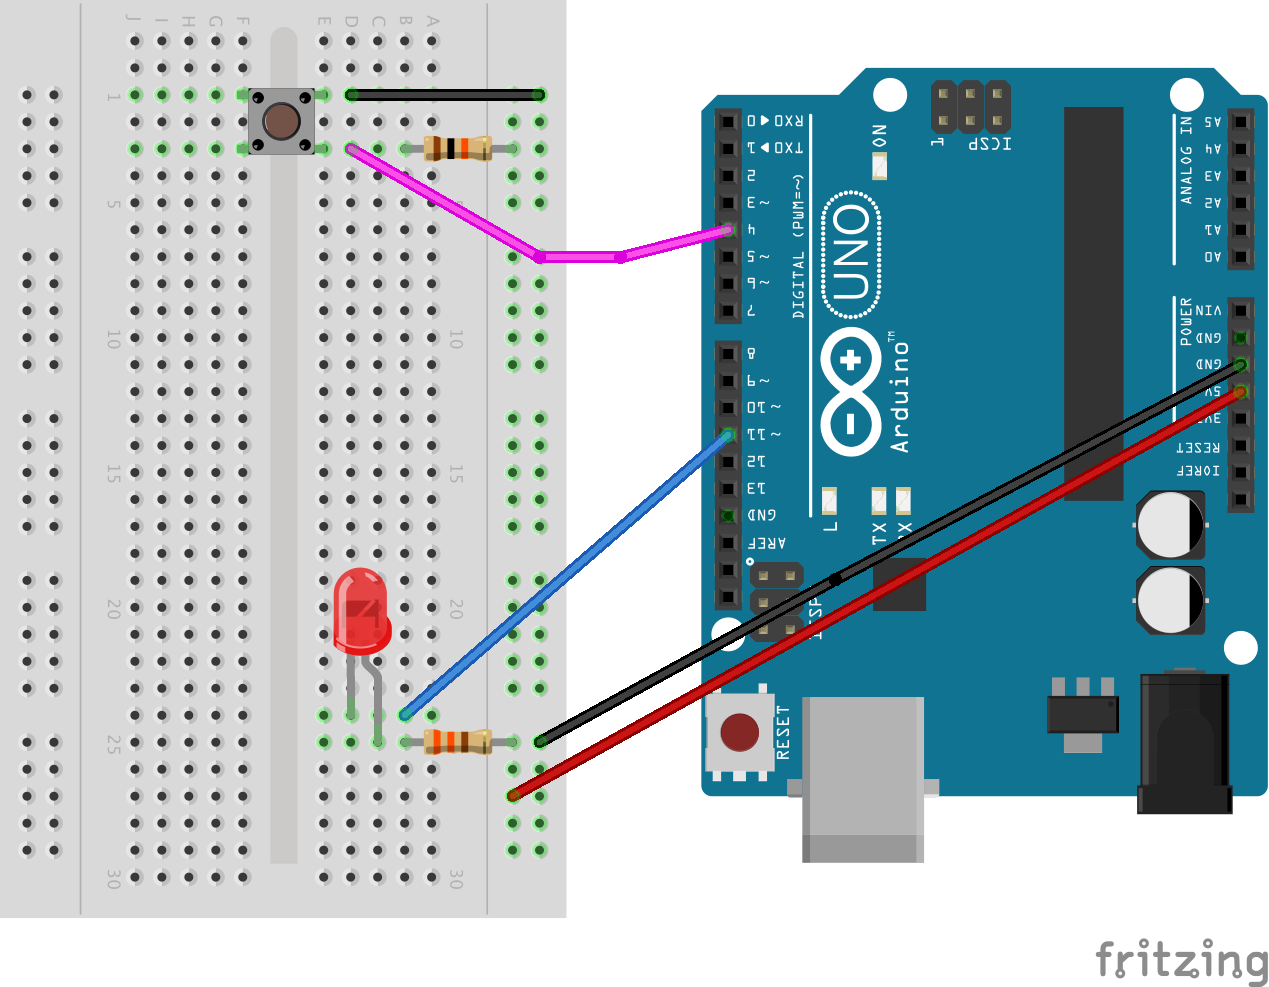 J I H G F E D C B A
1
5
10 10
15 15
20 20
25
30 30
RX0 ◀ 0
TX0 ▶ 1
2
3 ~
4
5 ~
6 ~
7
8
9 ~
10 ~
11 ~
12
13
GND
AREF
DIGITAL (PWM=~)
ON
1
ICSP
UNO
Arduino™
L
TX
RX
ICSP
RESET
ANALOG IN
A5
A4
A3
A2
A1
A0
POWER
VIN
GND
GND
5V
3V3
RESET
IOREF
fritzing